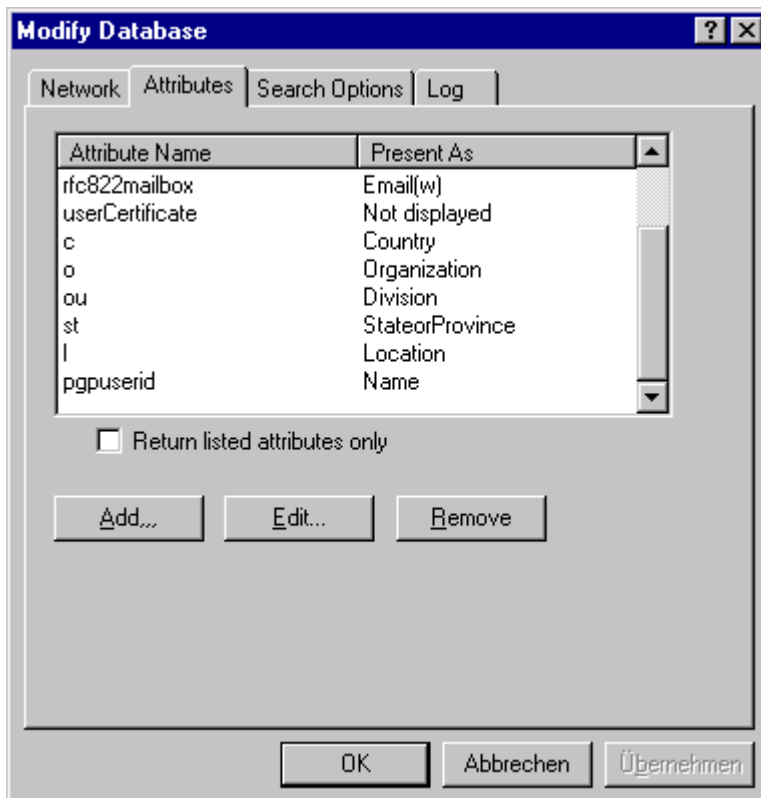 Modify Database
Network Attributes Search Options Log
Attribute Name Present As
rfc822mailbox Email(w)
userCertificate Not displayed
c Country
o Organization
ou Division
st StateorProvince
l Location
pgpuserid Name
Return listed attributes only
Add,,, Edit... Remove
OK Abbrechen Übernehmen